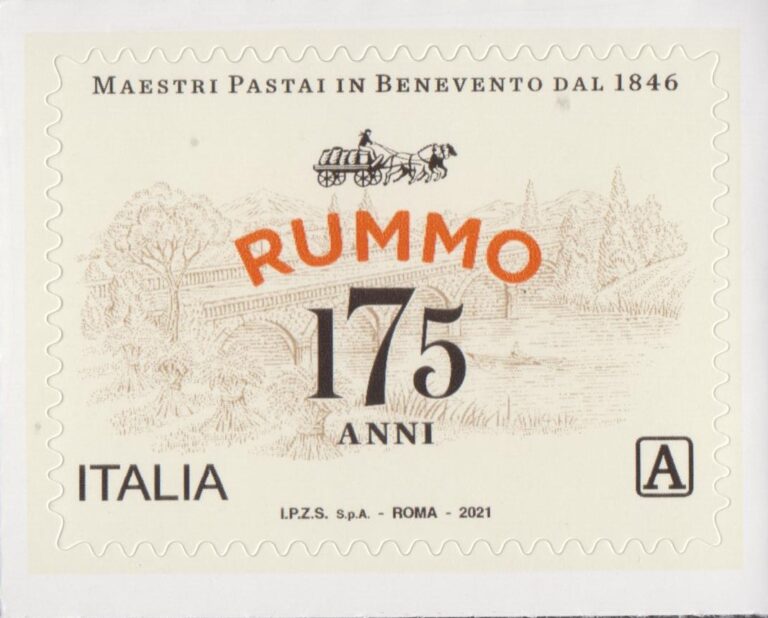 MAESTRI PASTAI IN BENEVENTO DAL 1846
RUMMO
175
ANNI
ITALIA
A
I.P.Z.S. S.p.A. - ROMA - 2021